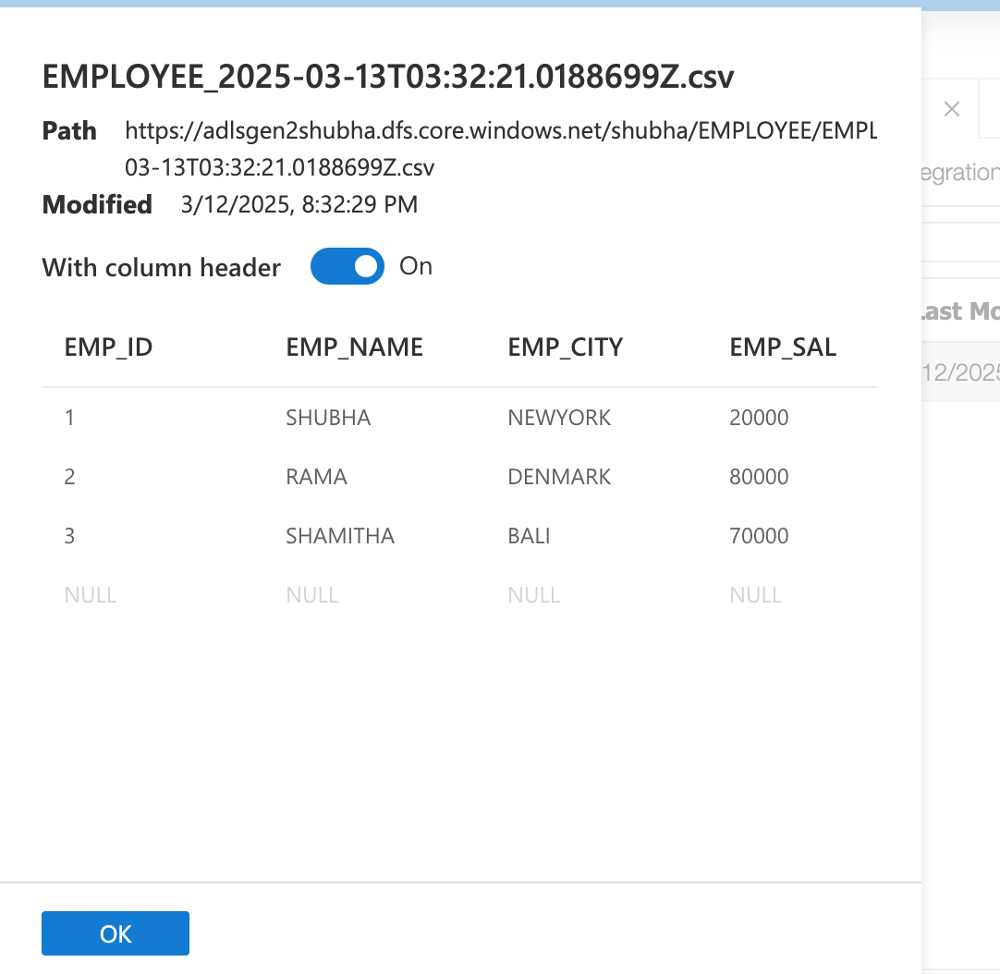 EMPLOYEE_2025-03-13T03:32:21.0188699Z.csv
Path https://adlsgen2shubha.dfs.core.windows.net/shubha/EMPLOYEE/EMPL
03-13T03:32:21.0188699Z.csv
Modified 3/12/2025, 8:32:29 PM
With column header On
EMP_ID EMP_NAME EMP_CITY EMP_SAL
1 SHUBHA NEWYORK 20000
2 RAMA DENMARK 80000
3 SHAMITHA BALI 70000
NULL NULL NULL NULL
OK
egration
Last Mo
12/2025